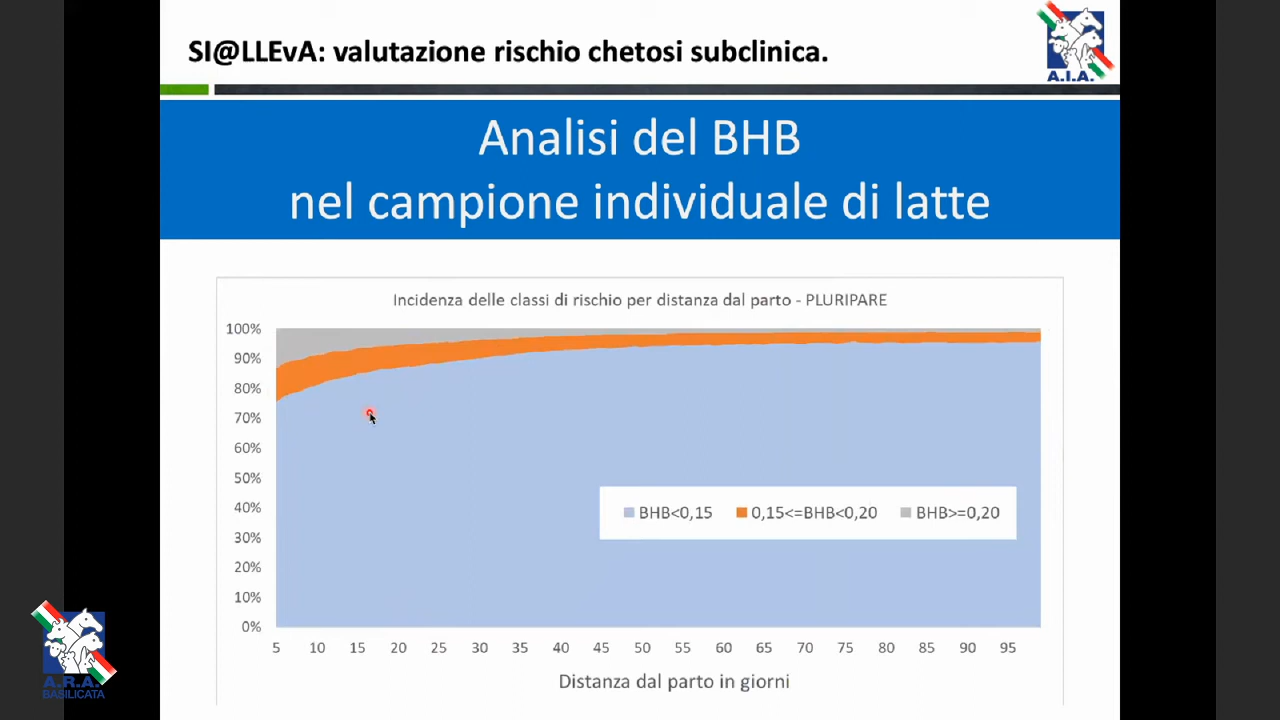 SI@LLEvA: valutazione rischio chetosi subclinica.
A.I.A.
Analisi del BHB
nel campione individuale di latte
Incidenza delle classi di rischio per distanza dal parto - PLURIPARE
100%
90%
80%
70%
60%
50%
40%
30%
20%
10%
0%
BHB<0,15 0,15<=BHB<0,20 BHB>=0,20
5 10 15 20 25 30 35 40 45 50 55 60 65 70 75 80 85 90 95
Distanza dal parto in giorni
A.R.A.
BASILICATA